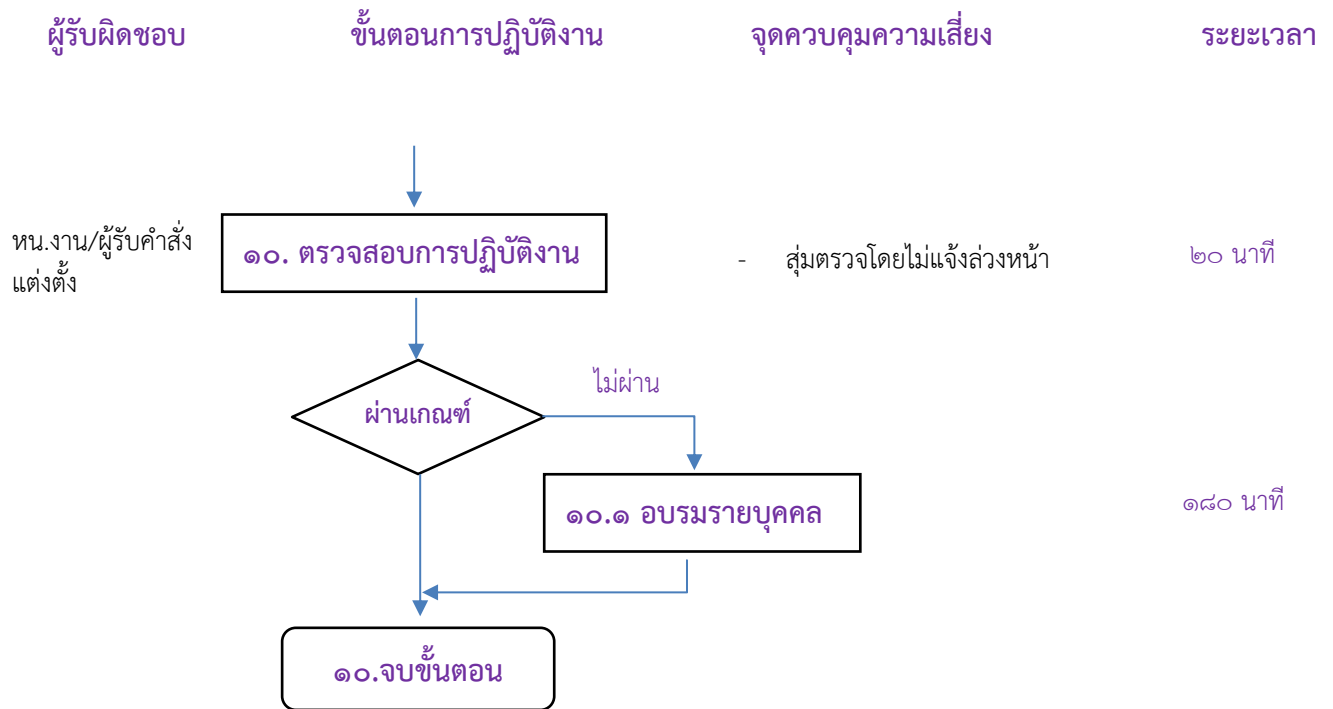 ผู้รับผิดชอบ ขั้นตอนการปฏิบัติงาน จุดควบคุมความเสี่ยง ระยะเวลา
หน.งาน/ผู้รับคำสั่ง
แต่งตั้ง
๑๐. ตรวจสอบการปฏิบัติงาน
- สุ่มตรวจโดยไม่แจ้งล่วงหน้า
๒๐ นาที
ไม่ผ่าน
ผ่านเกณฑ์
๑๐.๑ อบรมรายบุคคล
๑๘๐ นาที
๑๐.จบขั้นตอน